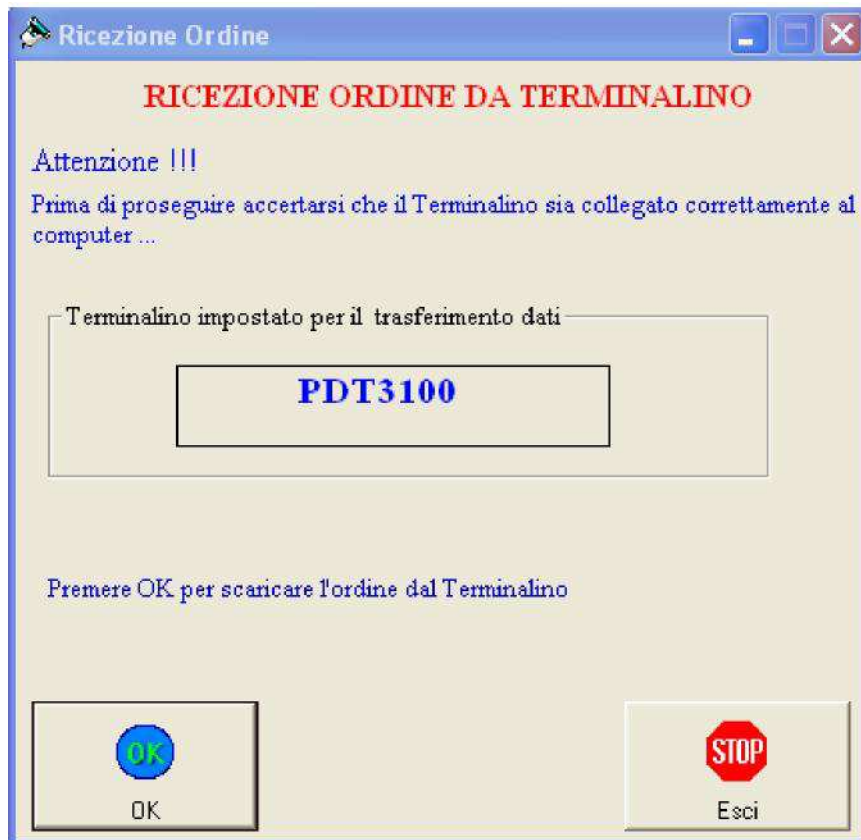 Ricezione Ordine
RICEZIONE ORDINE DA TERMINALINO
Attenzione !!!
Prima di proseguire accertarsi che il Terminalino sia collegato correttamente al
computer ...
Terminalino impostato per il trasferimento dati
PDT3100
Premere OK per scaricare l'ordine dal Terminalino
OK
STOP
OK
Esci